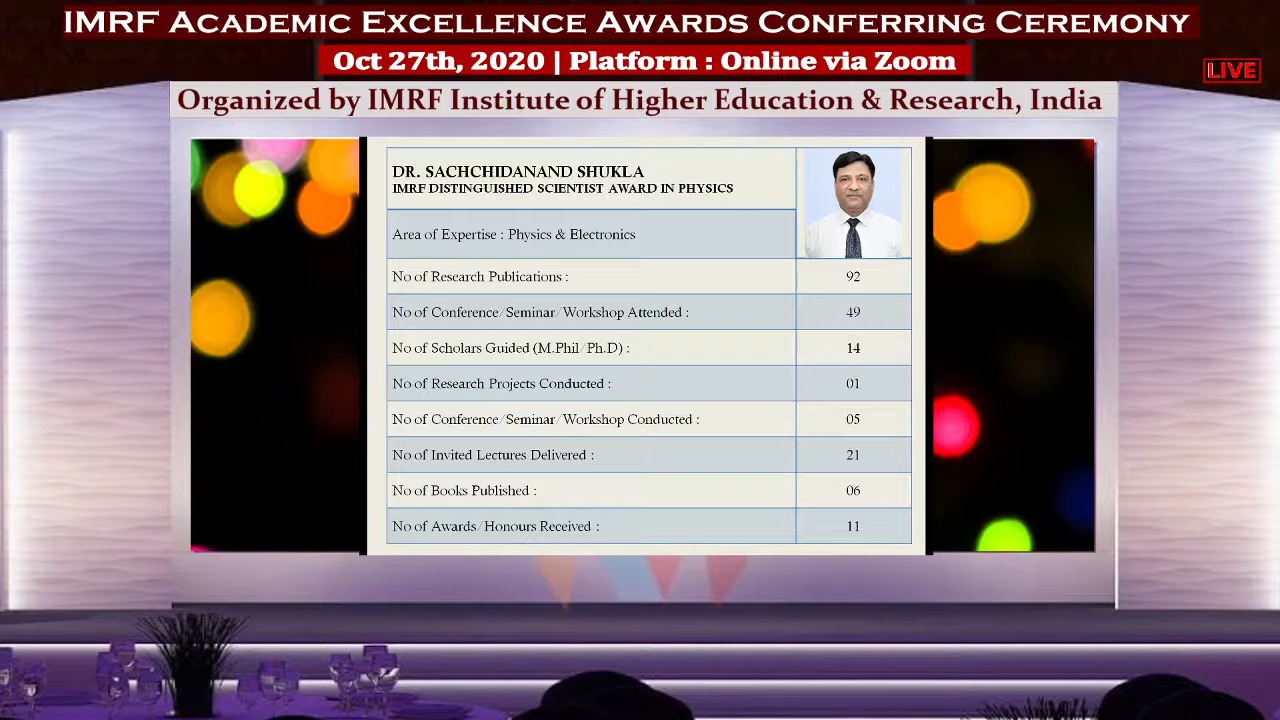 IMRF ACADEMIC EXCELLENCE AWARDS CONFERRING CEREMONY
Oct 27th, 2020 | Platform : Online via Zoom
LIVE
Organized by IMRF Institute of Higher Education & Research, India
DR. SACHCHIDANAND SHUKLA
IMRF DISTINGUISHED SCIENTIST AWARD IN PHYSICS
Area of Expertise : Physics & Electronics
No of Research Publications : 92
No of Conference/Seminar/Workshop Attended : 49
No of Scholars Guided (M.Phil/Ph.D) : 14
No of Research Projects Conducted : 01
No of Conference/Seminar/Workshop Conducted : 05
No of Invited Lectures Delivered : 21
No of Books Published : 06
No of Awards/Honours Received : 11